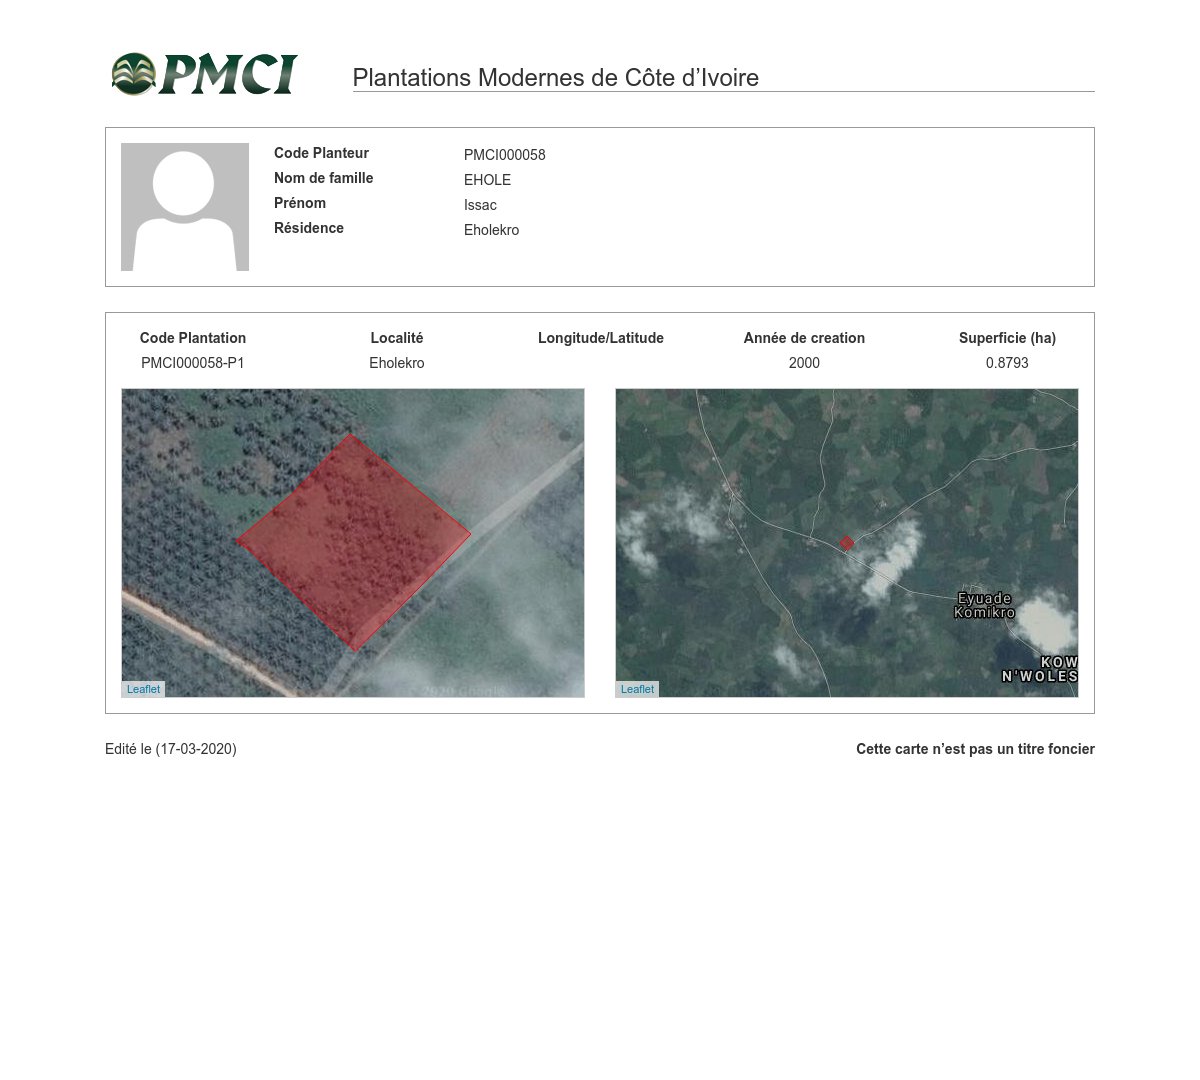 PMCI
Plantations Modernes de Côte d’Ivoire
Code Planteur PMCI000058
Nom de famille EHOLE
Prénom Issac
Résidence Eholekro
Code Plantation Localité Longitude/Latitude Année de creation Superficie (ha)
PMCI000058-P1 Eholekro 2000 0.8793
Eyuade
Komikro
KOW
N'WOLES
Leaflet Leaflet
Edité le (17-03-2020) Cette carte n’est pas un titre foncier